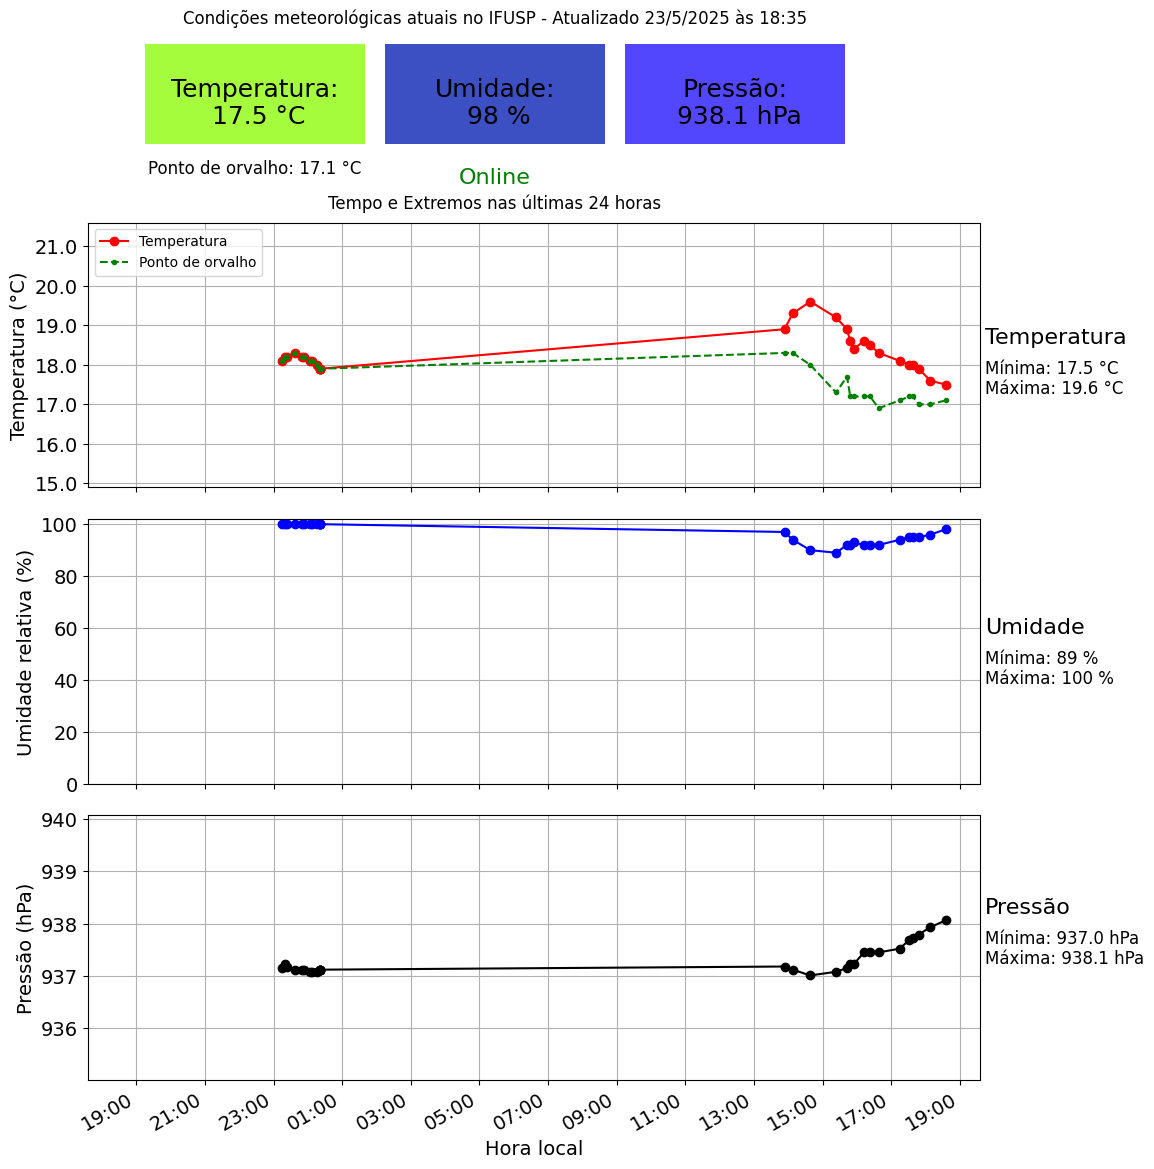 Condições meteorológicas atuais no IFUSP - Atualizado 23/5/2025 às 18:35
Temperatura:
17.5 °C
Umidade:
98 %
Pressão:
938.1 hPa
Ponto de orvalho: 17.1 °C
Online
Tempo e Extremos nas últimas 24 horas
Temperatura (°C)
21.0
20.0
19.0
18.0
17.0
16.0
15.0
Temperatura
Ponto de orvalho
Temperatura
Mínima: 17.5 °C
Máxima: 19.6 °C
Umidade relativa (%)
100
80
60
40
20
0
Umidade
Mínima: 89 %
Máxima: 100 %
Pressão (hPa)
940
939
938
937
936
Pressão
Mínima: 937.0 hPa
Máxima: 938.1 hPa
19:00 21:00 23:00 01:00 03:00 05:00 07:00 09:00 11:00 13:00 15:00 17:00 19:00
Hora local